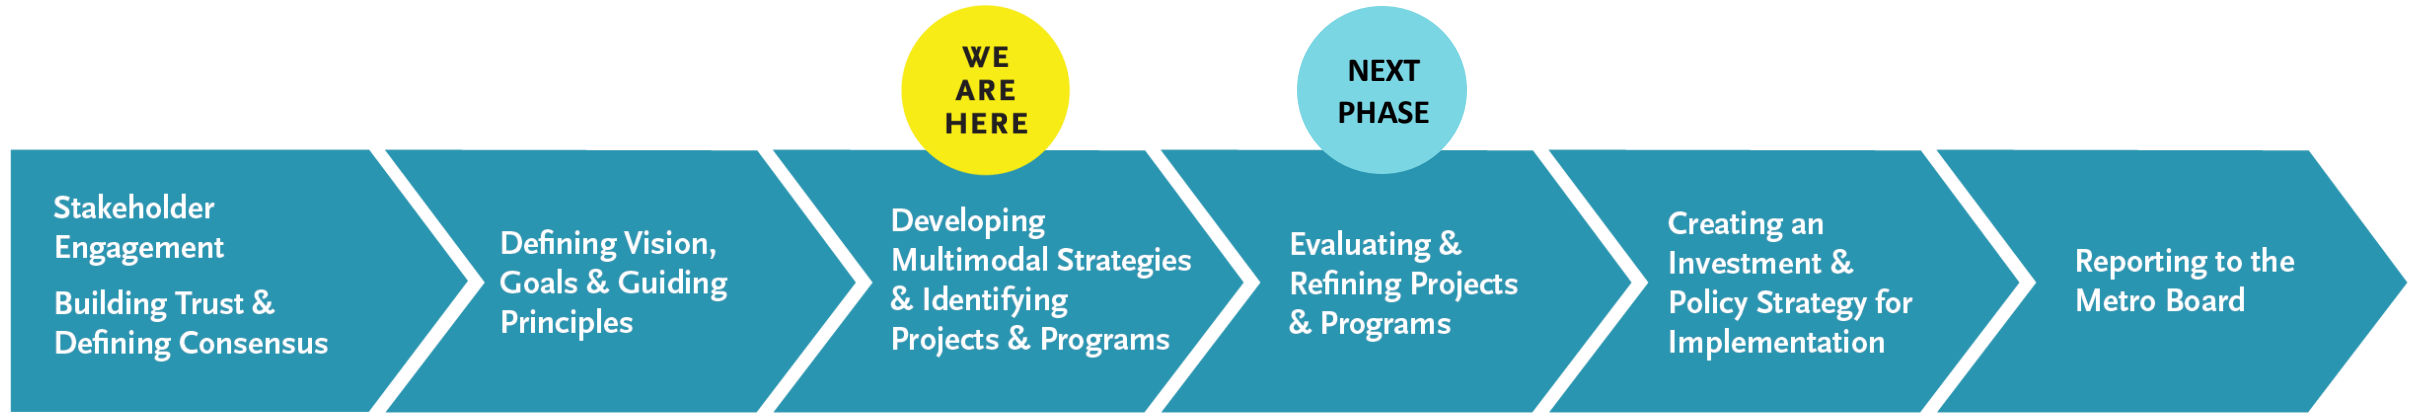 WE
ARE
HERE
NEXT
PHASE
Stakeholder
Engagement
Building Trust &
Defining Consensus
Defining Vision,
Goals & Guiding
Principles
Developing
Multimodal Strategies
& Identifying
Projects & Programs
Evaluating &
Refining Projects
& Programs
Creating an
Investment &
Policy Strategy for
Implementation
Reporting to the
Metro Board